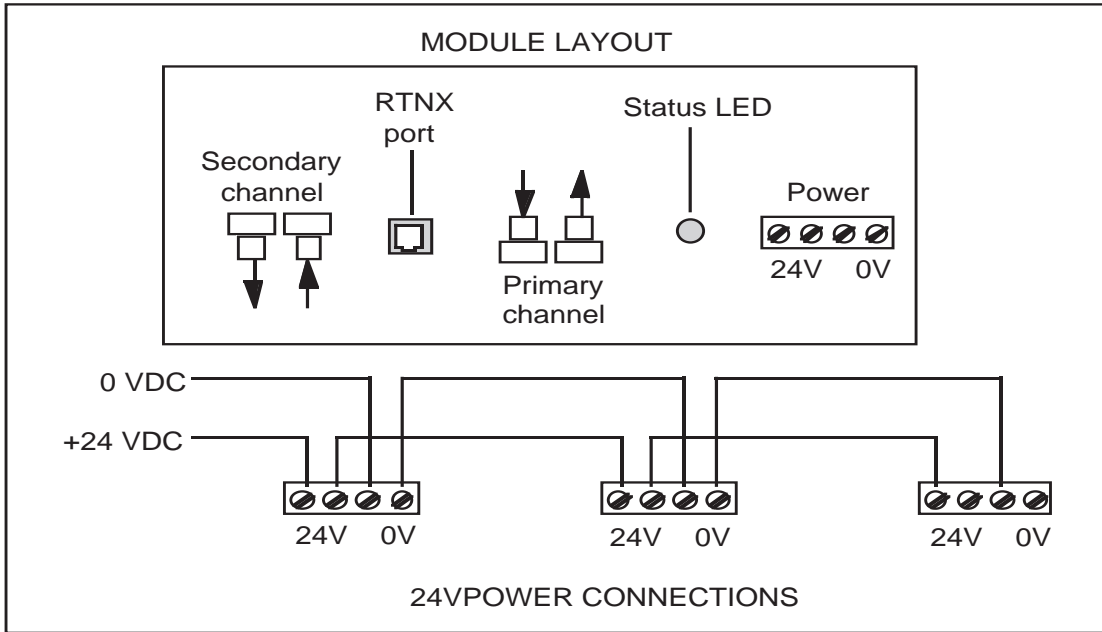 MODULE LAYOUT
RTNX
port
Status LED
Secondary
channel
Power
24V 0V
Primary
channel
0 VDC
+24 VDC
24V 0V
24V 0V
24V 0V
24VPOWER CONNECTIONS